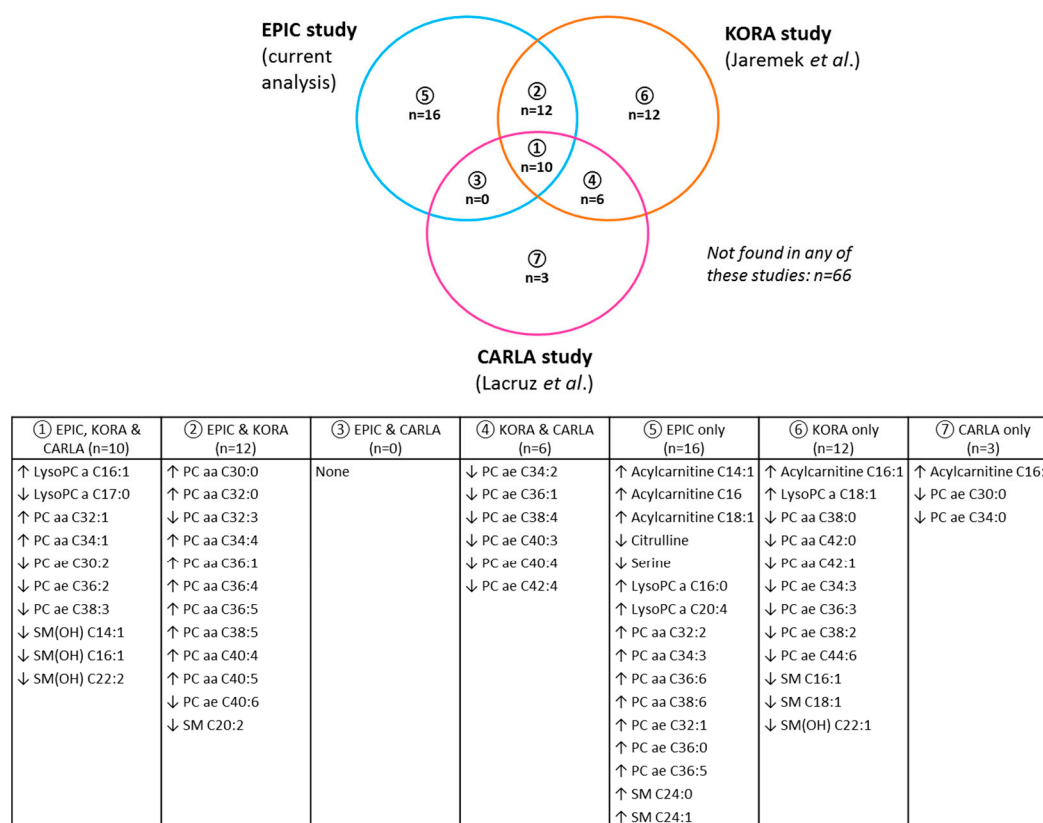 EPIC study
(current
analysis)
KORA study
(Jaremek et al.)
⑤
n=16
②
n=12
⑥
n=12
①
n=10
③
n=0
④
n=6
⑦
n=3
Not found in any of
these studies: n=66
CARLA study
(Lacruz et al.)
① EPIC, KORA &
CARLA (n=10)
↑ LysoPC a C16:1
↓ LysoPC a C17:0
↑ PC aa C32:1
↑ PC aa C34:1
↓ PC ae C30:2
↓ PC ae C36:2
↓ PC ae C38:3
↓ SM(OH) C14:1
↓ SM(OH) C16:1
↓ SM(OH) C22:2
② EPIC & KORA
(n=12)
↑ PC aa C30:0
↑ PC aa C32:0
↓ PC aa C32:3
↑ PC aa C34:4
↑ PC aa C36:1
↑ PC aa C36:4
↑ PC aa C36:5
↑ PC aa C38:5
↑ PC aa C40:4
↑ PC aa C40:5
↓ PC ae C40:6
↓ SM C20:2
③ EPIC & CARLA
(n=0)
None
④ KORA & CARLA
(n=6)
↓ PC ae C34:2
↓ PC ae C36:1
↓ PC ae C38:4
↓ PC ae C40:3
↓ PC ae C40:4
↓ PC ae C42:4
⑤ EPIC only
(n=16)
↑ Acylcarnitine C14:1
↑ Acylcarnitine C16
↑ Acylcarnitine C18:1
↓ Citrulline
↓ Serine
↑ LysoPC a C16:0
↑ LysoPC a C20:4
↑ PC aa C32:2
↑ PC aa C34:3
↑ PC aa C36:6
↑ PC aa C38:6
↑ PC ae C32:1
↑ PC ae C36:0
↑ PC ae C36:5
↑ SM C24:0
↑ SM C24:1
⑥ KORA only
(n=12)
↑ Acylcarnitine C16:1
↑ LysoPC a C18:1
↓ PC aa C38:0
↓ PC aa C42:0
↓ PC aa C42:1
↓ PC ae C34:3
↓ PC ae C36:3
↓ PC ae C38:2
↓ PC ae C44:6
↓ SM C16:1
↓ SM C18:1
↓ SM(OH) C22:1
⑦ CARLA only
(n=3)
↑ Acylcarnitine C16:
↓ PC ae C30:0
↓ PC ae C34:0